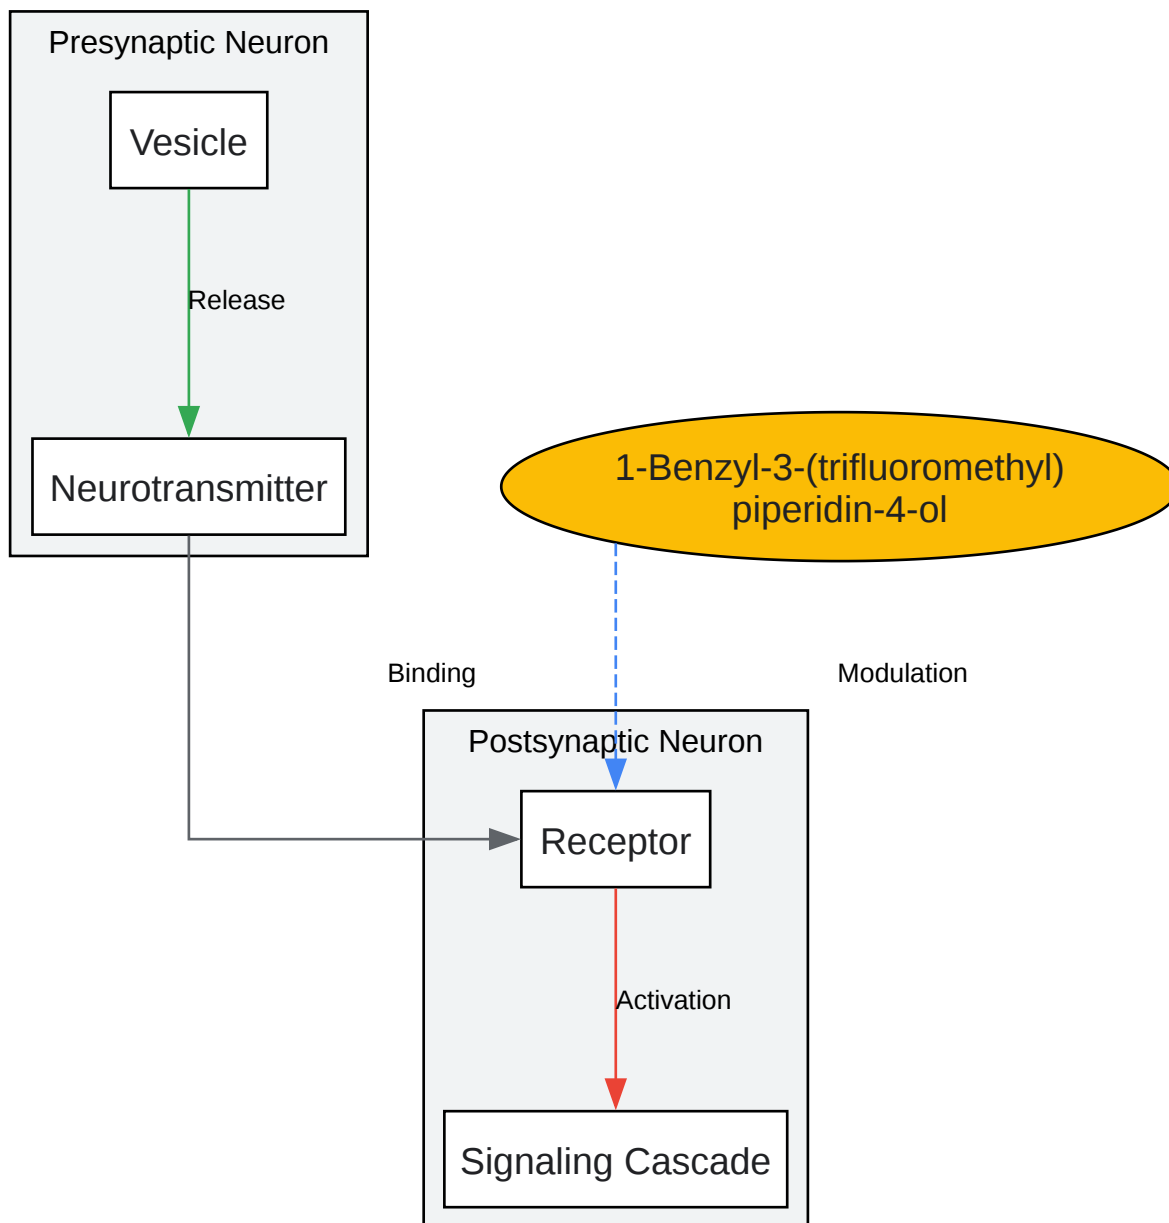 Presynaptic Neuron
Vesicle
Release
Neurotransmitter
1-Benzyl-3-(trifluoromethyl)
piperidin-4-ol
Binding
Modulation
Postsynaptic Neuron
Receptor
Activation
Signaling Cascade